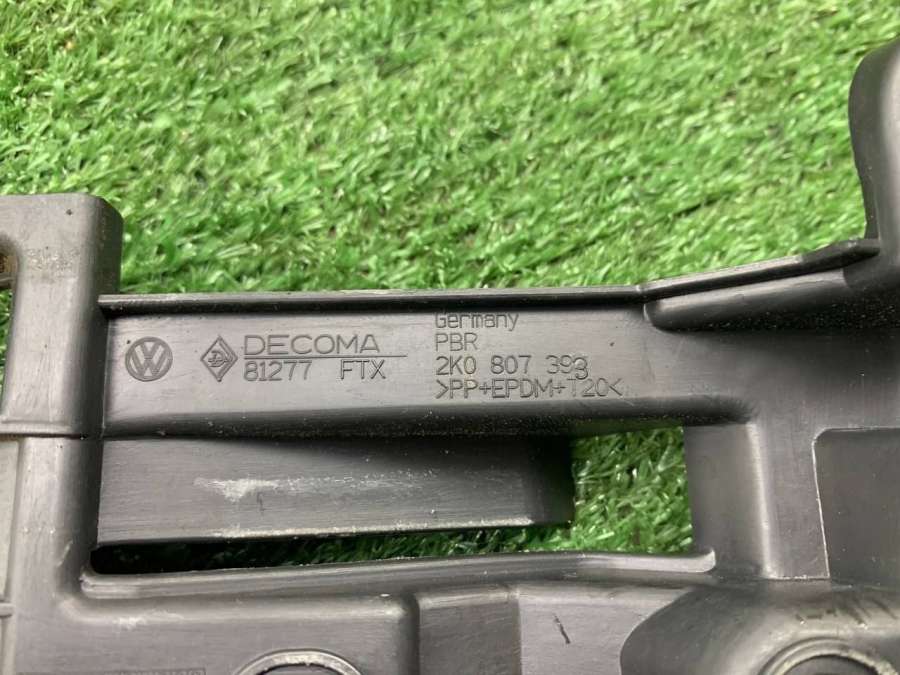 DECOMA
81277 FTX
Germany
PBR
2K0 807 393
>PP+EPDM+T20<